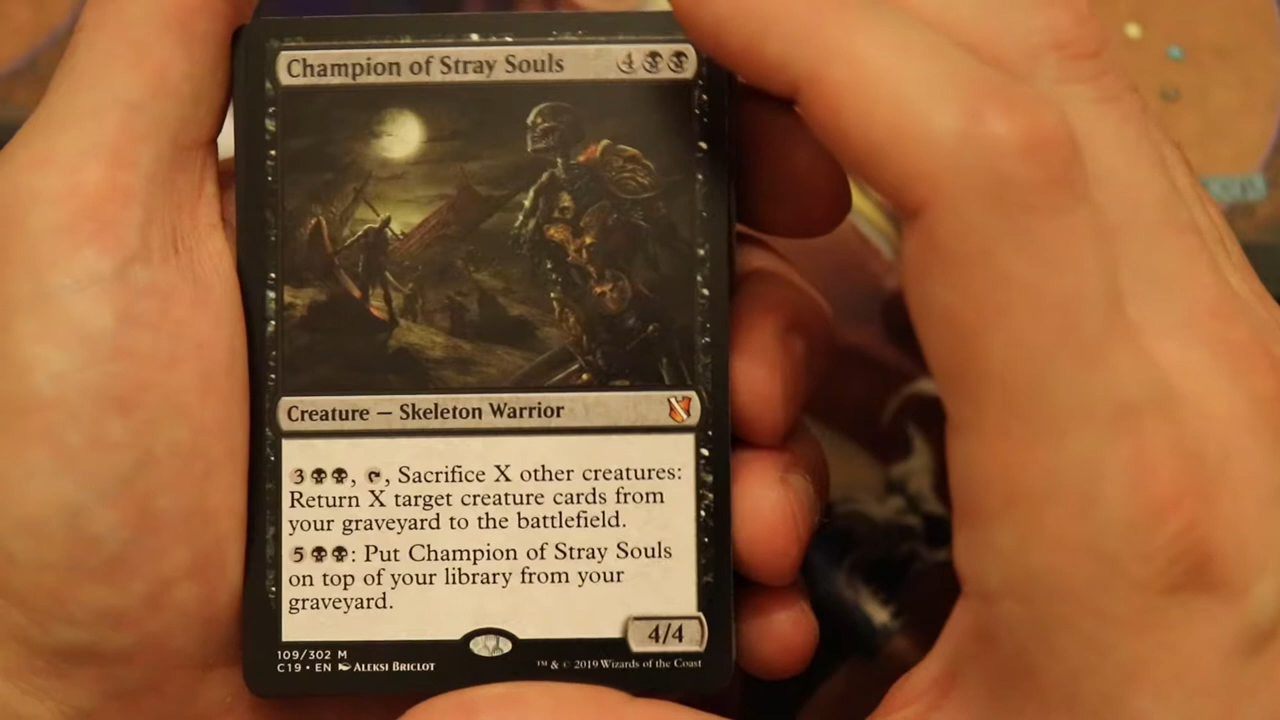 Champion of Stray Souls 4
Creature — Skeleton Warrior
3, , Sacrifice X other creatures:
Return X target creature cards from
your graveyard to the battlefield.
5: Put Champion of Stray Souls
on top of your library from your
graveyard.
4/4
109/302 M
C19 • EN ALEKSI BRICLOT
™ & © 2019 Wizards of the Coast